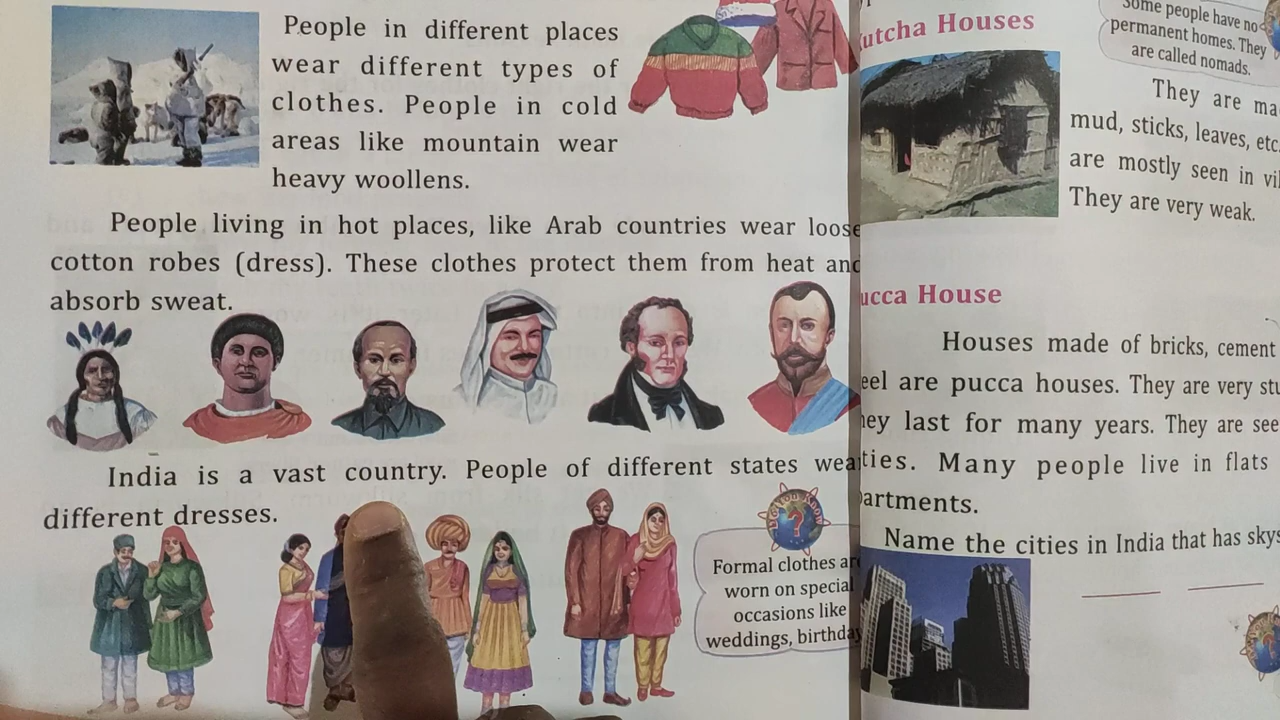 People in different places
wear different types of
clothes. People in cold
areas like mountain wear
heavy woollens.
People living in hot places, like Arab countries wear loose
cotton robes (dress). These clothes protect them from heat and
absorb sweat.
India is a vast country. People of different states wear
different dresses.
Do You Know
?
Formal clothes are
worn on special
occasions like
weddings, birthday
utcha Houses
Some people have no
permanent homes. They
are called nomads.
They are ma
mud, sticks, leaves, etc.
are mostly seen in vil
They are very weak.
ucca House
Houses made of bricks, cement
eel are pucca houses. They are very stu
hey last for many years. They are see
ties. Many people live in flats
partments.
Name the cities in India that has skys